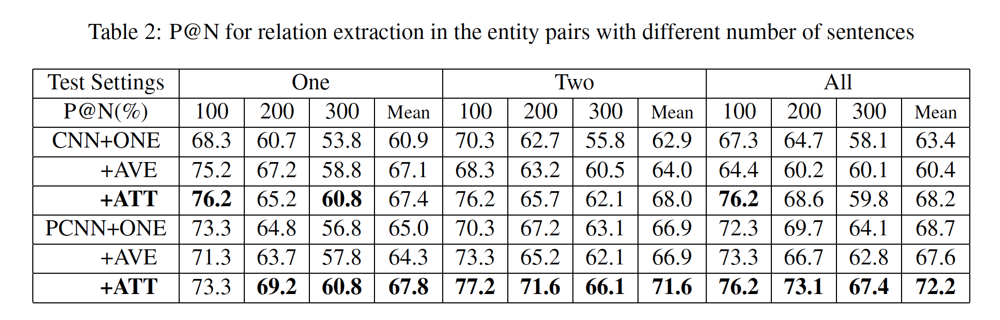 Table 2: P@N for relation extraction in the entity pairs with different number of sentences
Test Settings One Two All
P@N(%) 100 200 300 Mean 100 200 300 Mean 100 200 300 Mean
CNN+ONE 68.3 60.7 53.8 60.9 70.3 62.7 55.8 62.9 67.3 64.7 58.1 63.4
+AVE 75.2 67.2 58.8 67.1 68.3 63.2 60.5 64.0 64.4 60.2 60.1 60.4
+ATT 76.2 65.2 60.8 67.4 76.2 65.7 62.1 68.0 76.2 68.6 59.8 68.2
PCNN+ONE 73.3 64.8 56.8 65.0 70.3 67.2 63.1 66.9 72.3 69.7 64.1 68.7
+AVE 71.3 63.7 57.8 64.3 73.3 65.2 62.1 66.9 73.3 66.7 62.8 67.6
+ATT 73.3 69.2 60.8 67.8 77.2 71.6 66.1 71.6 76.2 73.1 67.4 72.2